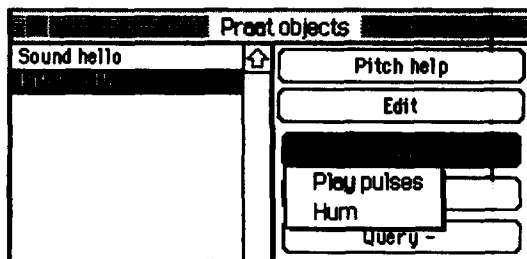 Praat objects
Sound hello
Pitch help
Edit
Play pulses
Hum
Query -